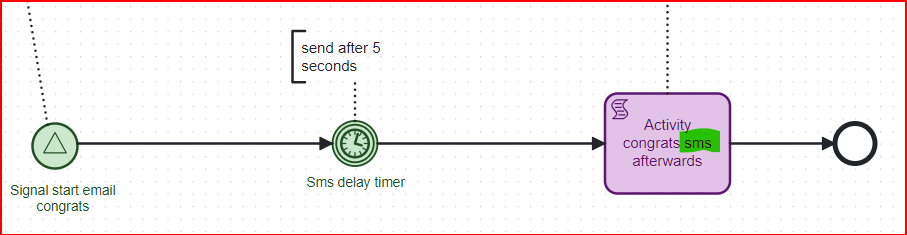 send after 5
seconds
Activity
congrats sms
afterwards
Signal start email
congrats
Sms delay timer